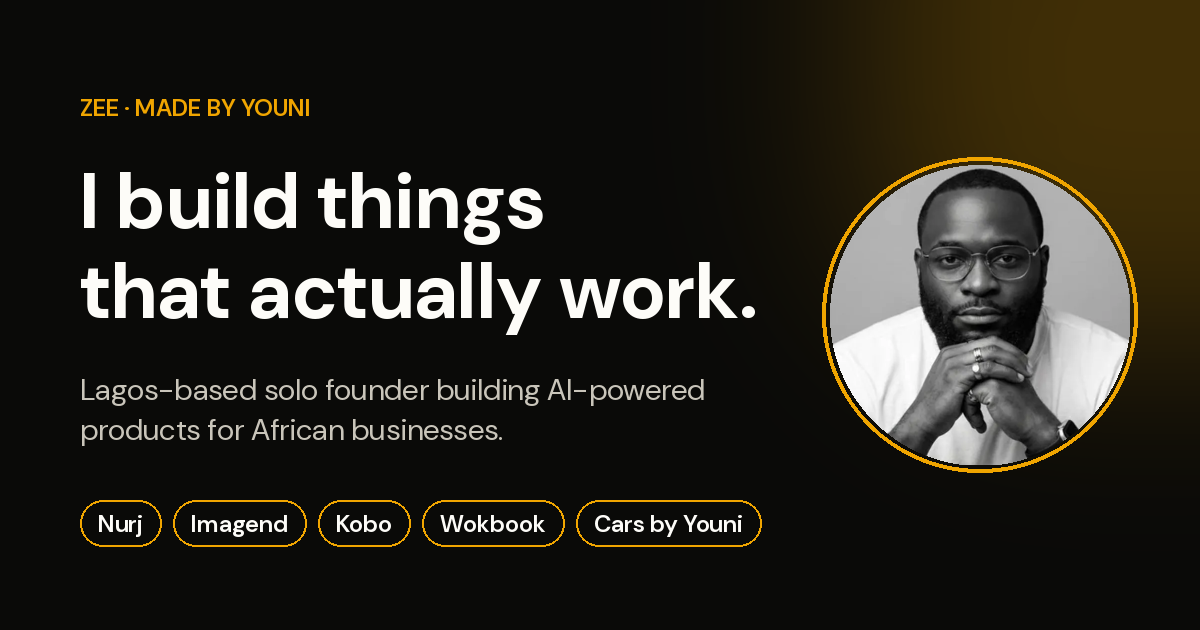 ZEE · MADE BY YOUNI
I build things
that actually work.
Lagos-based solo founder building AI-powered
products for African businesses.
Nurj Imagend Kobo Wokbook Cars by Youni